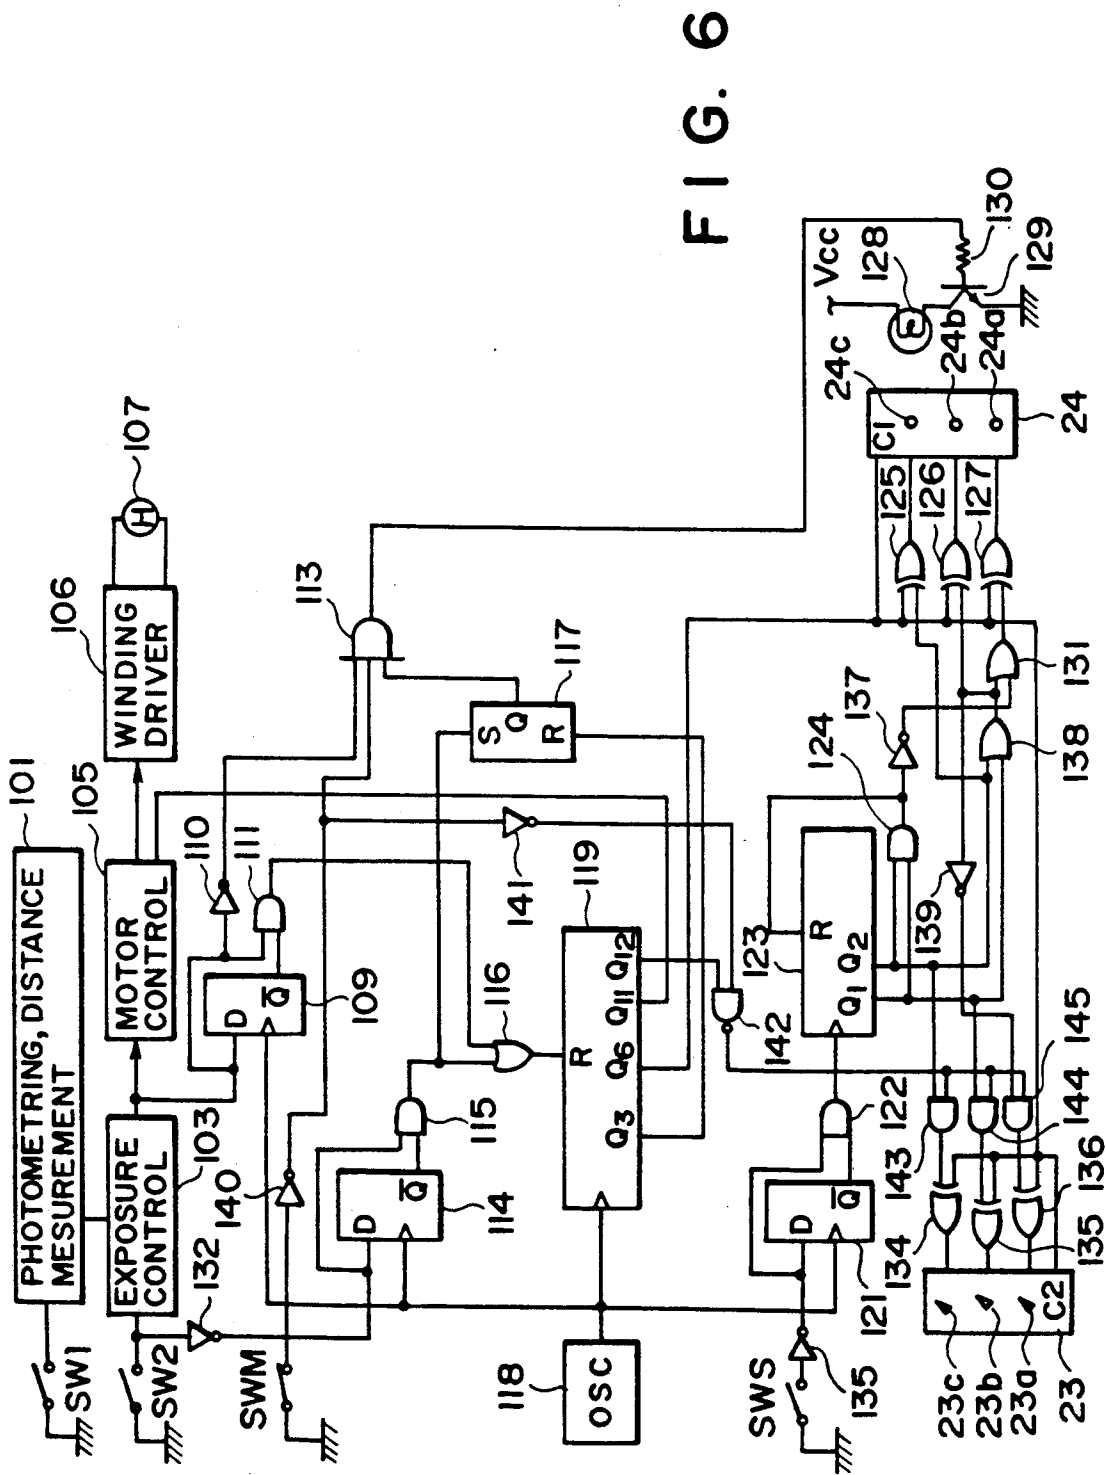 FIG. 6
101
PHOTOMETRING, DISTANCE
MESUREMENT
SW1
EXPOSURE
CONTROL
103
MOTOR
CONTROL
105
WINDING
DRIVER
106
H
107
SW2
132
110
111
D
Q
109
SWM
140
113
D
Q
114
115
116
S
Q
R
117
141
OSC
118
R
Q3
Q6
Q11
Q12
119
142
SWS
135
D
Q
121
122
R
Q1
Q2
123
124
137
139
138
131
125
126
127
C1
24c
24b
24a
24
Vcc
128
129
130
143
144
145
134
135
136
C2
23c
23b
23a
23